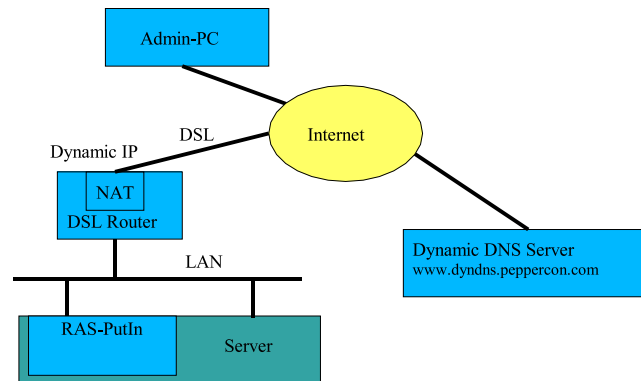 Admin-PC
Internet
DSL
Dynamic IP
NAT
DSL Router
Dynamic DNS Server
www.dyndns.peppercon.com
LAN
RAS-PutIn
Server